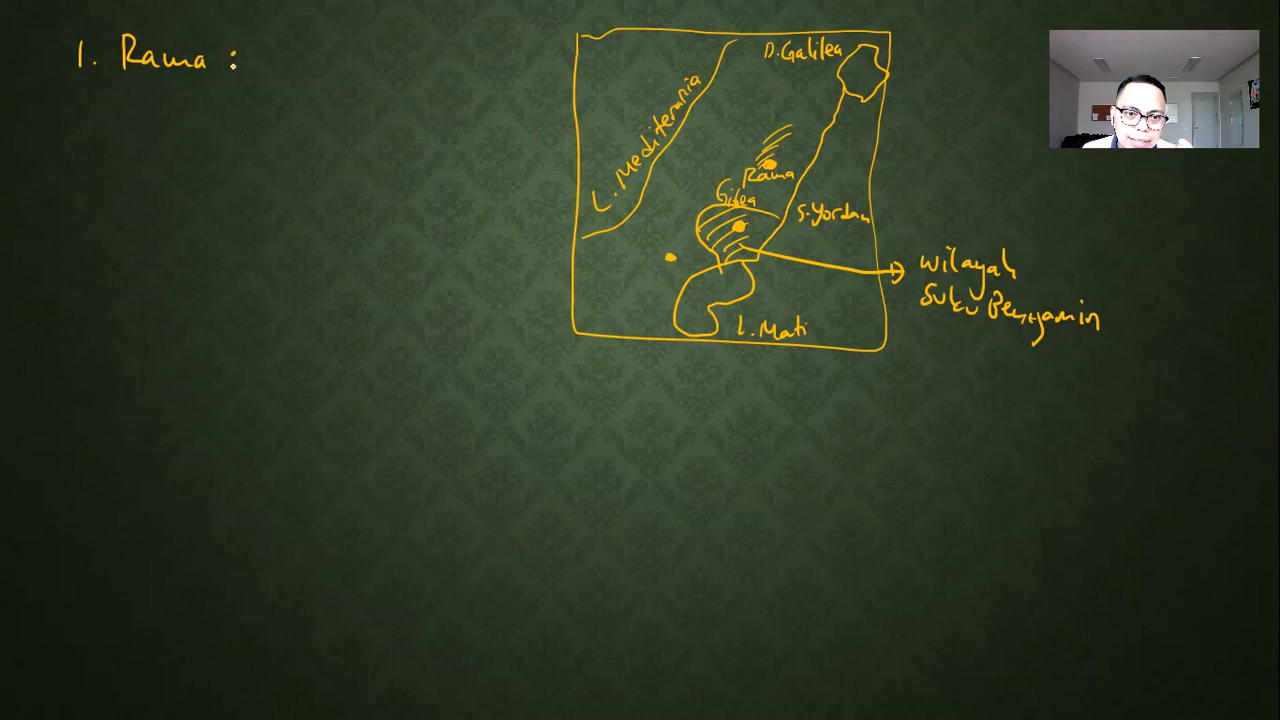 1. Rama :
D. Galilea
L. Mediterania
Rama
Gibea
S. Yordan
Wilayah
Suku Benyamin
L. Mati